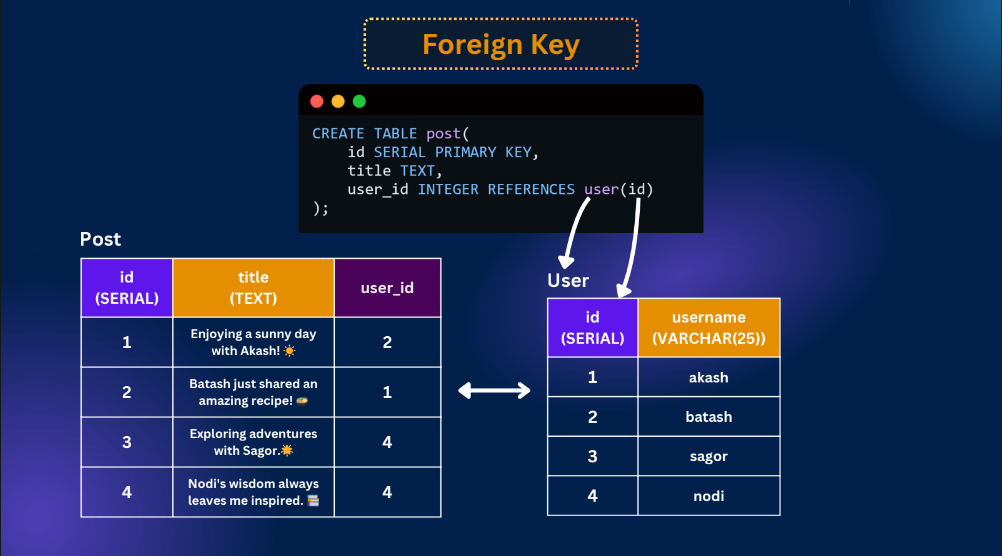 Foreign Key
CREATE TABLE post(
    id SERIAL PRIMARY KEY,
    title TEXT,
    user_id INTEGER REFERENCES user(id)
);
Post
id (SERIAL) title (TEXT) user_id
1 Enjoying a sunny day with Akash! ☀️ 2
2 Batash just shared an amazing recipe! 🌮 1
3 Exploring adventures with Sagor.☀️ 4
4 Nodi's wisdom always leaves me inspired. 📚 4
User
id (SERIAL) username (VARCHAR(25))
1 akash
2 batash
3 sagor
4 nodi